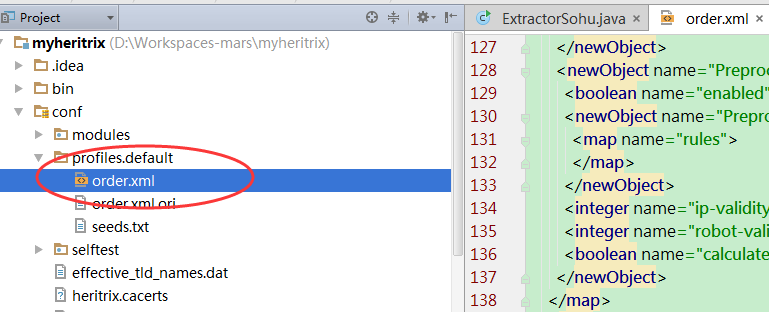 Project
myheritrix (D:\Workspaces-mars\myheritrix)
.idea
bin
conf
modules
profiles.default
order.xml
order.xml.ori
seeds.txt
selftest
effective_tld_names.dat
heritrix.cacerts
ExtractorSohu.java × order.xml ×
127 </newObject>
128 <newObject name="Preproc
129 <boolean name="enabled"
130 <newObject name="Prepro
131 <map name="rules">
132 </map>
133 </newObject>
134 <integer name="ip-validity
135 <integer name="robot-vali
136 <boolean name="calculate
137 </newObject>
138 </map>